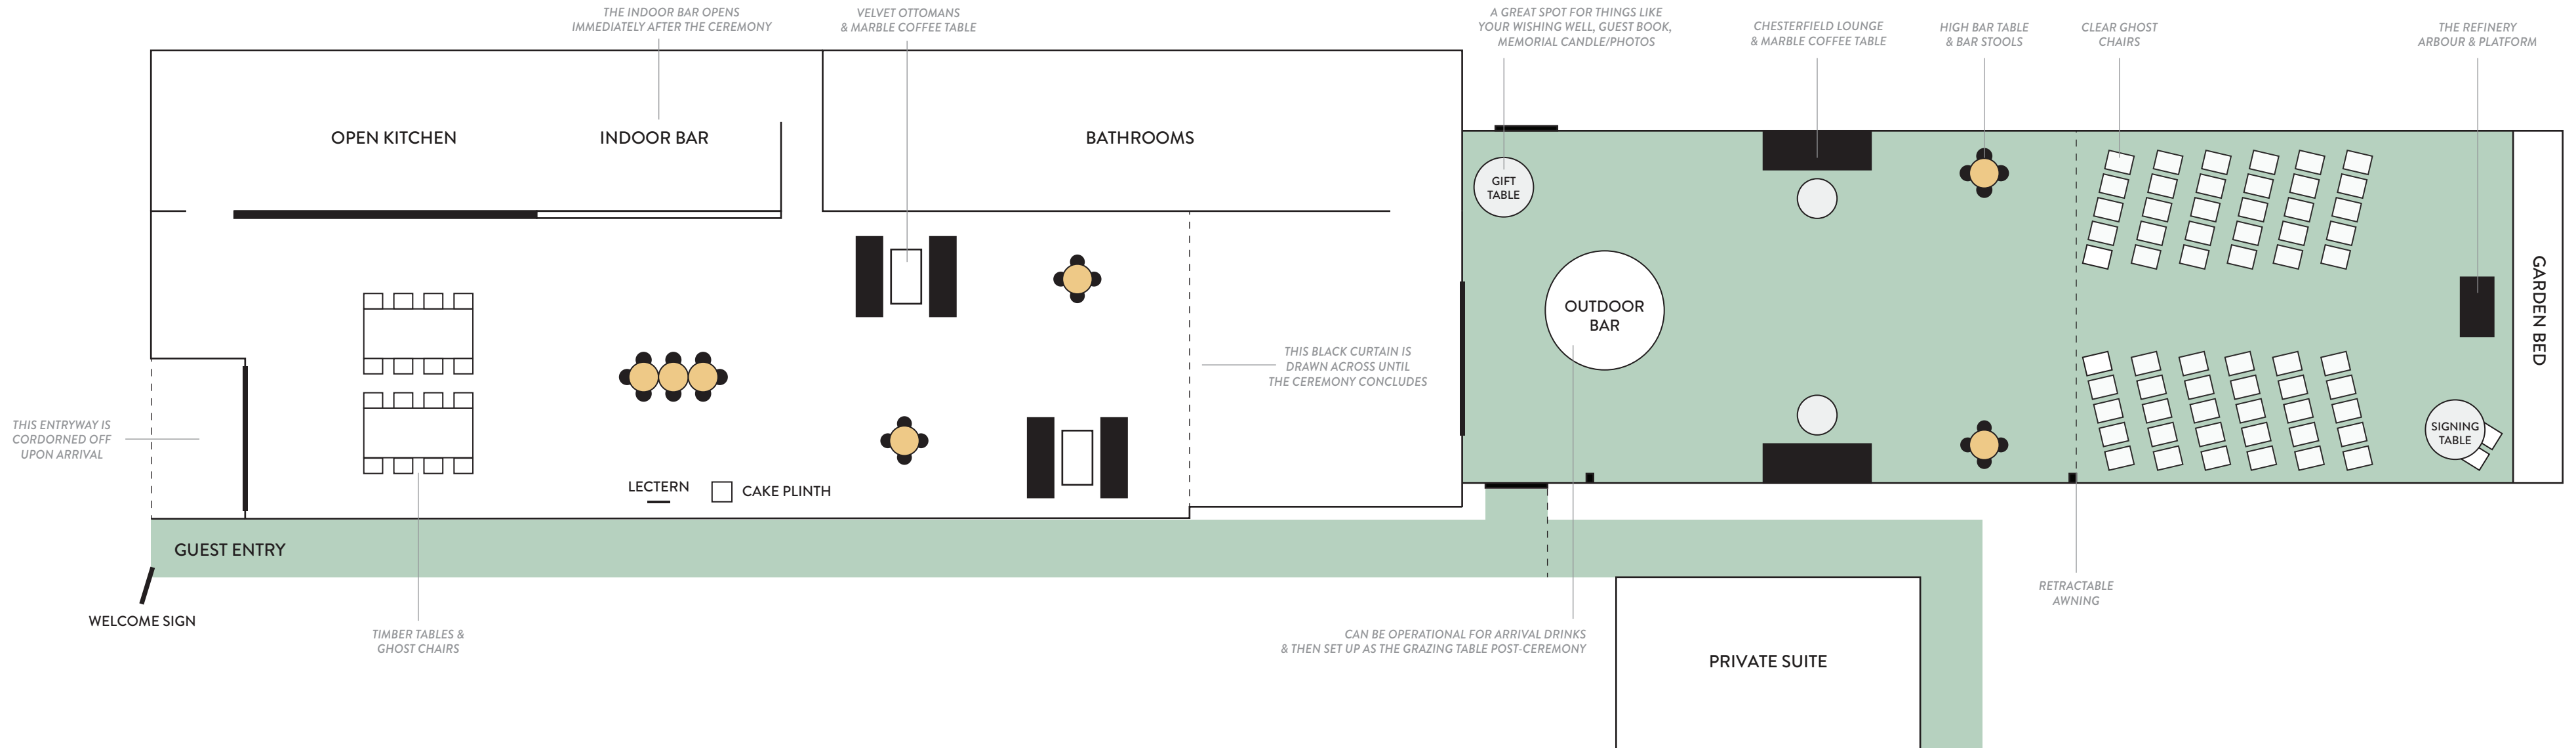 THE INDOOR BAR OPENS
IMMEDIATELY AFTER THE CEREMONY
VELVET OTTOMANS
& MARBLE COFFEE TABLE
A GREAT SPOT FOR THINGS LIKE
YOUR WISHING WELL, GUEST BOOK,
MEMORIAL CANDLE/PHOTOS
CHESTERFIELD LOUNGE
& MARBLE COFFEE TABLE
HIGH BAR TABLE
& BAR STOOLS
CLEAR GHOST
CHAIRS
THE REFINERY
ARBOUR & PLATFORM
OPEN KITCHEN
INDOOR BAR
BATHROOMS
GIFT
TABLE
OUTDOOR
BAR
GARDEN BED
THIS BLACK CURTAIN IS
DRAWN ACROSS UNTIL
THE CEREMONY CONCLUDES
THIS ENTRYWAY IS
CORDORNED OFF
UPON ARRIVAL
SIGNING
TABLE
LECTERN
CAKE PLINTH
GUEST ENTRY
WELCOME SIGN
TIMBER TABLES &
GHOST CHAIRS
CAN BE OPERATIONAL FOR ARRIVAL DRINKS
& THEN SET UP AS THE GRAZING TABLE POST-CEREMONY
RETRACTABLE
AWNING
PRIVATE SUITE